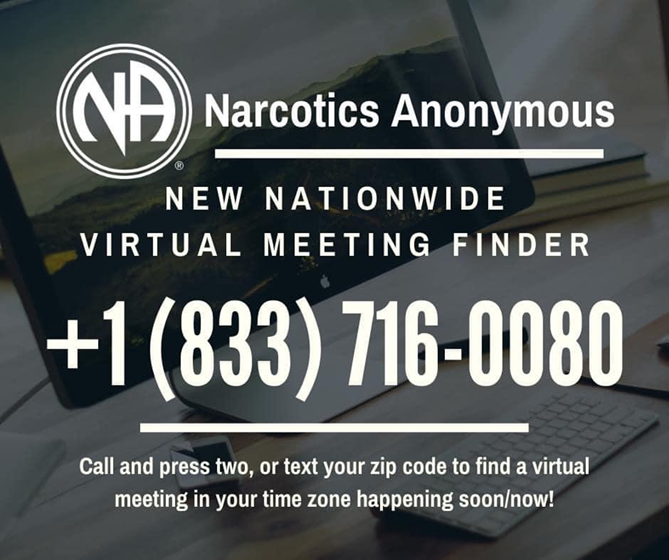 NA Narcotics Anonymous
®
NEW NATIONWIDE
VIRTUAL MEETING FINDER
+1 (833) 716-0080
Call and press two, or text your zip code to find a virtual
meeting in your time zone happening soon/now!